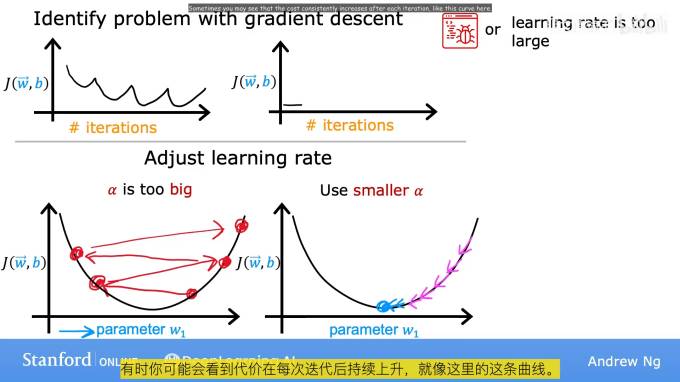 Sometimes you may see that the cost consistently increases after each iteration, like this curve here.
Identify problem with gradient descent
or learning rate is too
large
J(w⃗, b)
# iterations
J(w⃗, b)
# iterations
Adjust learning rate
α is too big
Use smaller α
J(w⃗, b)
parameter w₁
J(w⃗, b)
parameter w₁
Stanford ONLINE
Andrew Ng
有时你可能会看到代价在每次迭代后持续上升，就像这里的这条曲线。